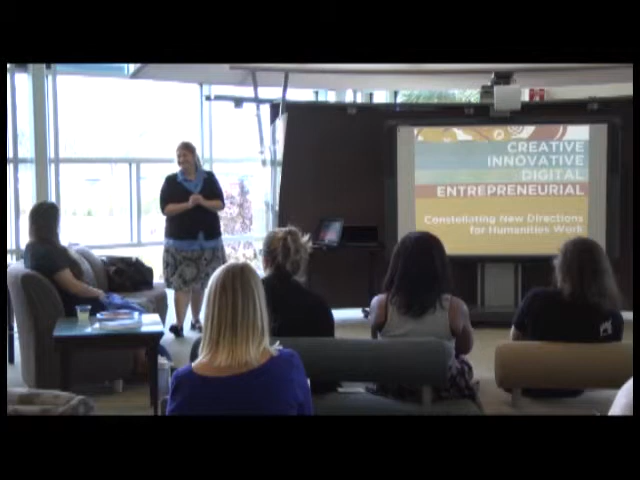 CREATIVE
INNOVATIVE
DIGITAL
ENTREPRENEURIAL
Constellating New Directions
for Humanities Work